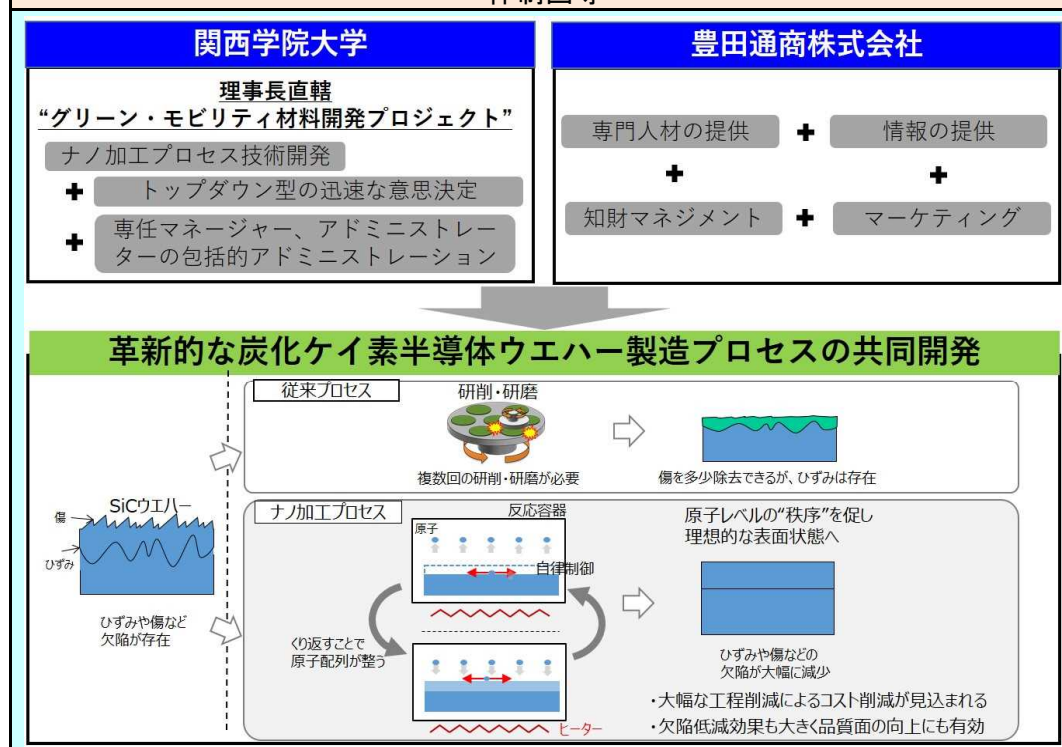 体制図等
関西学院大学
理事長直轄
“グリーン・モビリティ材料開発プロジェクト”
ナノ加工プロセス技術開発
+ トップダウン型の迅速な意思決定
+ 専任マネージャー、アドミニストレー
ターの包括的アドミニストレーション
豊田通商株式会社
専門人材の提供 + 情報の提供
+ +
知財マネジメント + マーケティング
革新的な炭化ケイ素半導体ウエハー製造プロセスの共同開発
SiCウエハー
傷
ひずみ
ひずみや傷など
欠陥が存在
従来プロセス
研削・研磨
複数回の研削・研磨が必要
傷を多少除去できるが、ひずみは存在
ナノ加工プロセス
反応容器
原子
自律制御
くり返すことで
原子配列が整う
ヒーター
原子レベルの“秩序”を促し
理想的な表面状態へ
ひずみや傷などの
欠陥が大幅に減少
・大幅な工程削減によるコスト削減が見込まれる
・欠陥低減効果も大きく品質面の向上にも有効